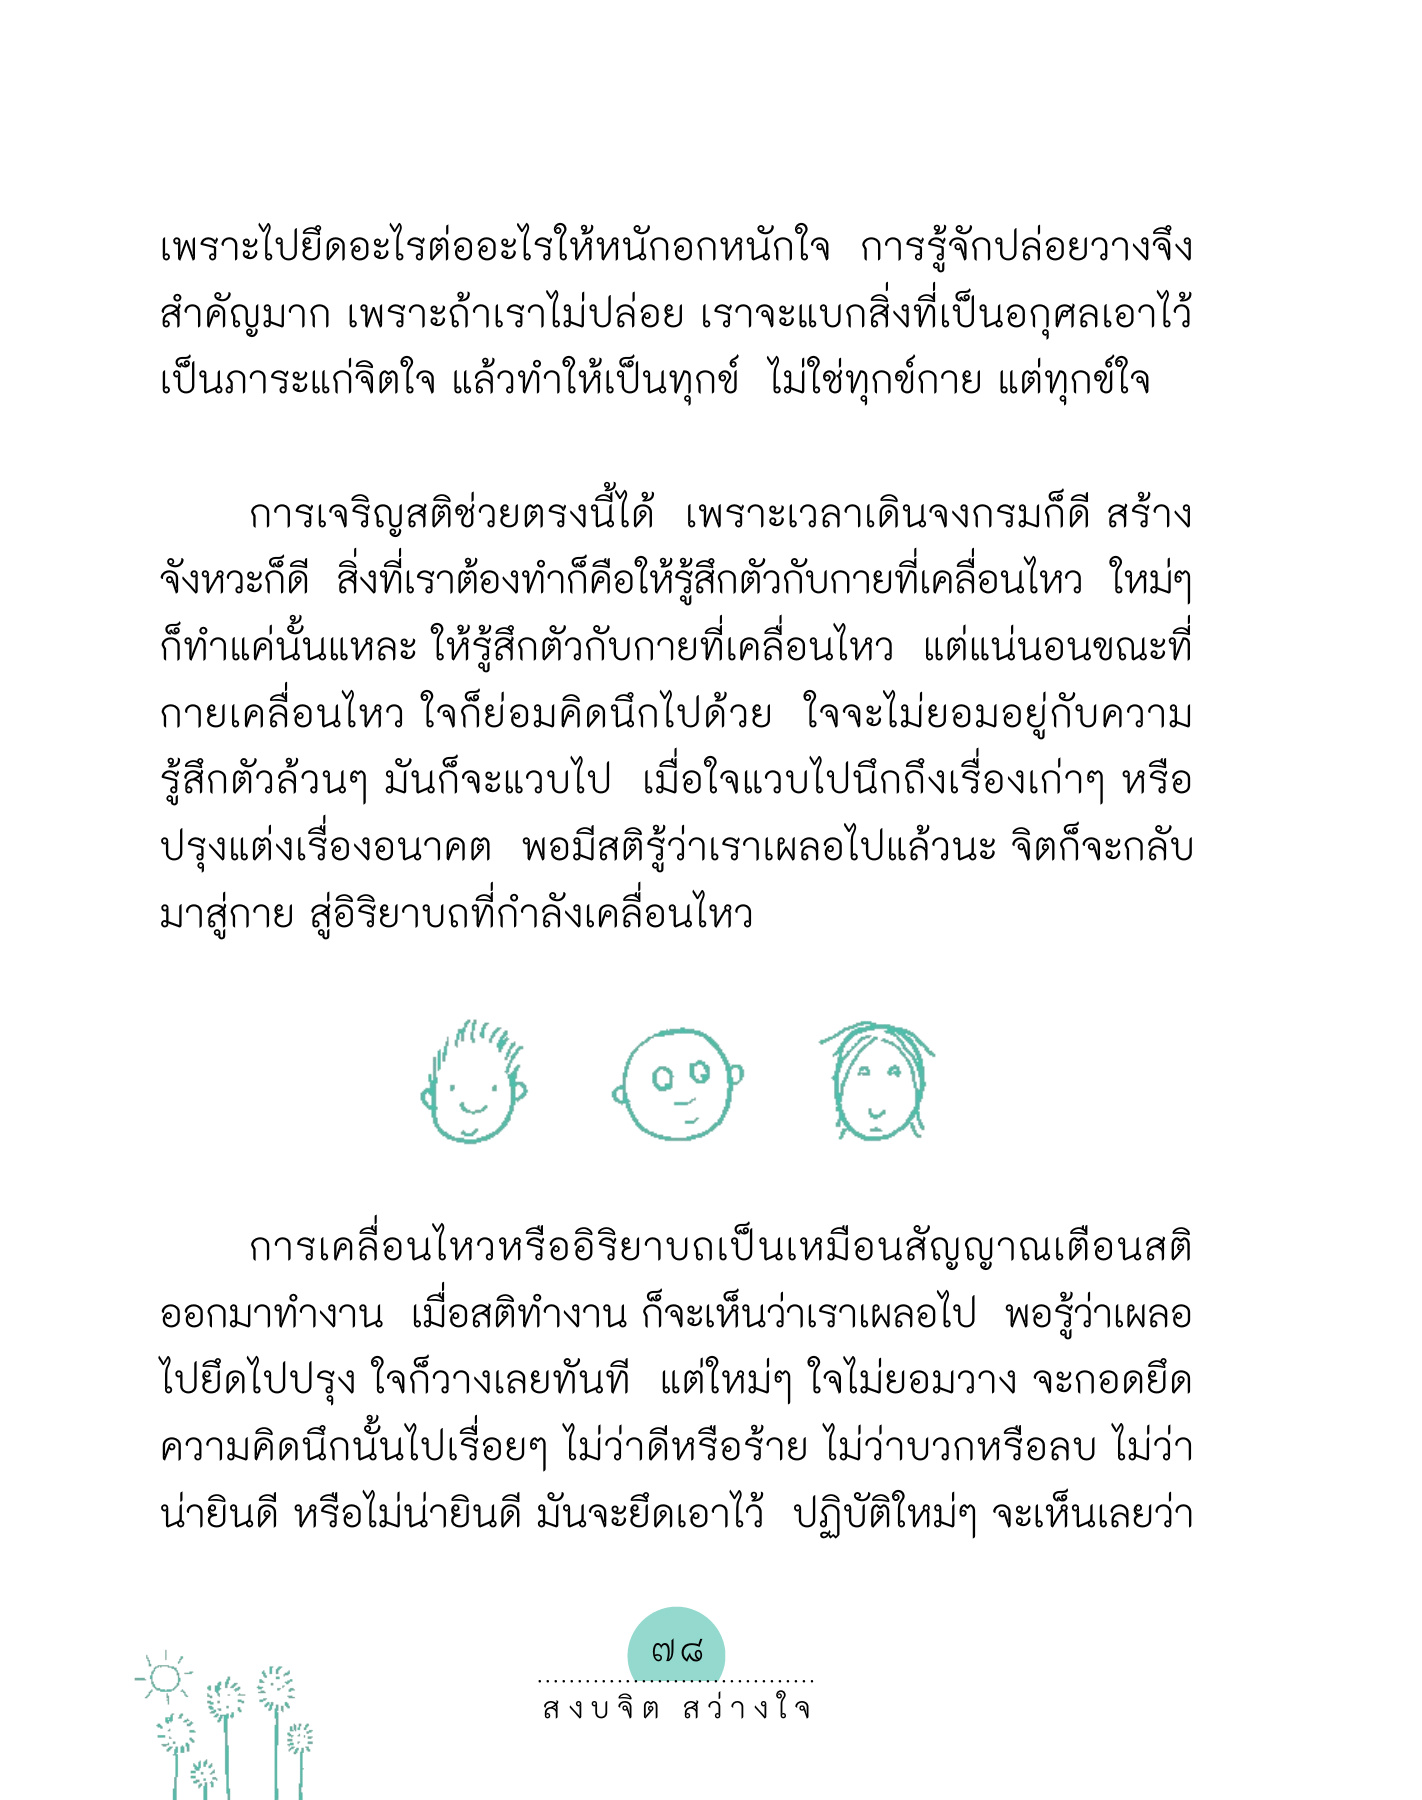 เพราะไปยึดอะไรต่ออะไรให้หนักอกหนักใจ การรู้จักปล่อยวางจึง
สำคัญมาก เพราะถ้าเราไม่ปล่อย เราจะแบกสิ่งที่เป็นอกุศลเอาไว้
เป็นภาระแก่จิตใจ แล้วทำให้เป็นทุกข์ ไม่ใช่ทุกข์กาย แต่ทุกข์ใจ
การเจริญสติช่วยตรงนี้ได้ เพราะเวลาเดินจงกรมก็ดี สร้าง
จังหวะก็ดี สิ่งที่เราต้องทำก็คือให้รู้สึกตัวกับกายที่เคลื่อนไหว ใหม่ๆ
ก็ทำแค่นั้นแหละ ให้รู้สึกตัวกับกายที่เคลื่อนไหว แต่แน่นอนขณะที่
กายเคลื่อนไหว ใจก็ย่อมคิดนึกไปด้วย ใจจะไม่ยอมอยู่กับความ
รู้สึกตัวล้วนๆ มันก็จะแวบไป เมื่อใจแวบไปนึกถึงเรื่องเก่าๆ หรือ
ปรุงแต่งเรื่องอนาคต พอมีสติรู้ว่าเราเผลอไปแล้วนะ จิตก็จะกลับ
มาสู่กาย สู่อิริยาบถที่กำลังเคลื่อนไหว
การเคลื่อนไหวหรืออิริยาบถเป็นเหมือนสัญญาณเตือนสติ
ออกมาทำงาน เมื่อสติทำงาน ก็จะเห็นว่าเราเผลอไป พอรู้ว่าเผลอ
ไปยึดไปปรุง ใจก็วางเลยทันที แต่ใหม่ๆ ใจไม่ยอมวาง จะกอดยึด
ความคิดนึกนั้นไปเรื่อยๆ ไม่ว่าดีหรือร้าย ไม่ว่าบวกหรือลบ ไม่ว่า
น่ายินดี หรือไม่น่ายินดี มันจะยึดเอาไว้ ปฏิบัติใหม่ๆ จะเห็นเลยว่า
๗๘
สงบจิต สว่างใจ